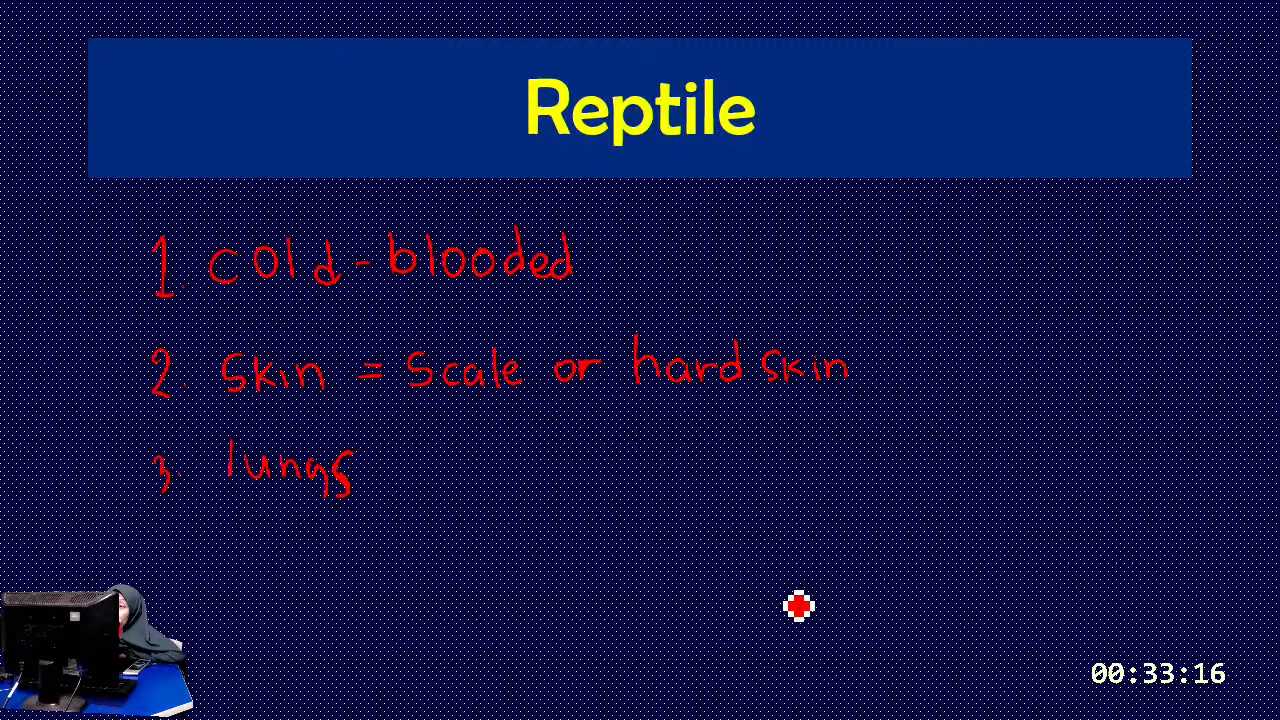 Reptile
1. cold-blooded
2. Skin = Scale or hard skin
3. lungs
00:33:16